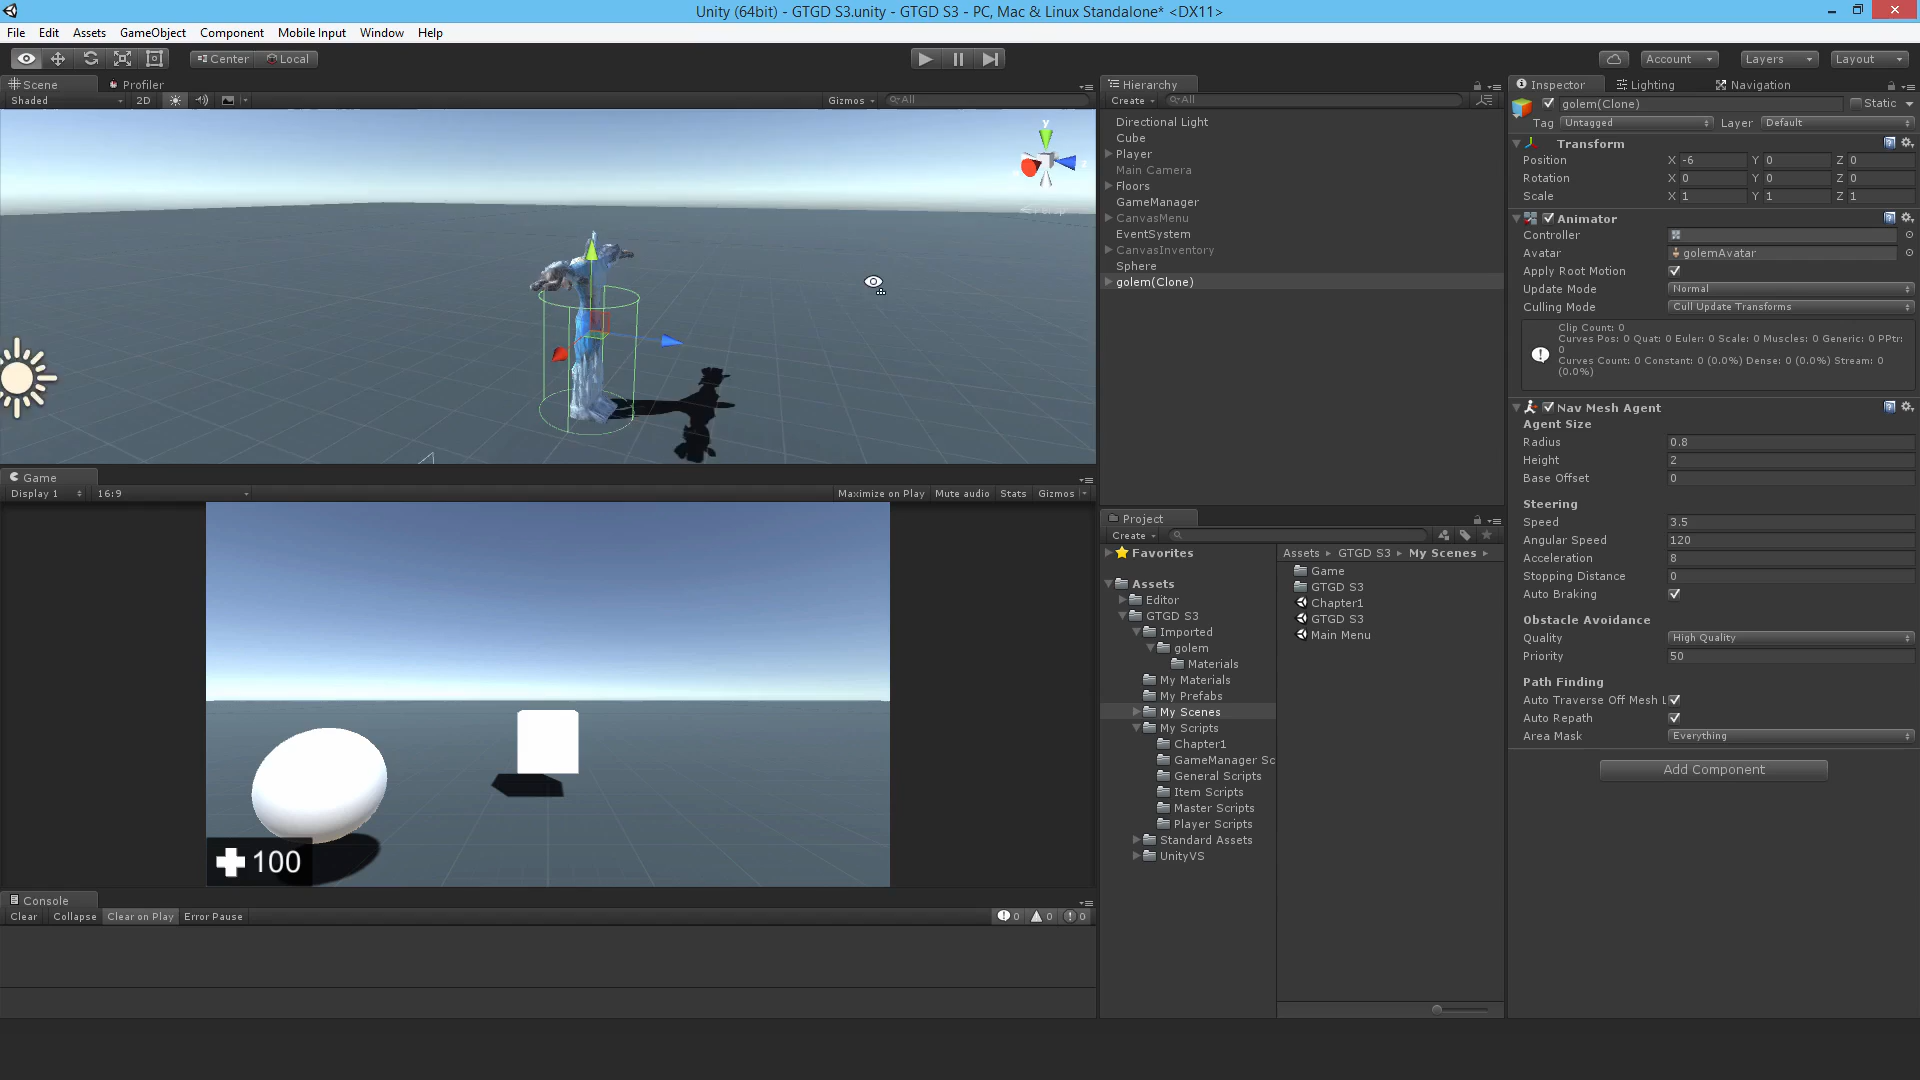 Unity (64bit) - GTGD S3.unity - GTGD S3 - PC, Mac & Linux Standalone* <DX11>
File Edit Assets GameObject Component Mobile Input Window Help
Center Local Account Layers Layout
Scene Profiler
Shaded 2D Gizmos All
y
z
Game
Display 1 16:9 Maximize on Play Mute audio Stats Gizmos
100
Console
Clear Collapse Clear on Play Error Pause 0 0 0
Hierarchy
Create All
Directional Light
Cube
Player
Main Camera
Floors
GameManager
CanvasMenu
EventSystem
CanvasInventory
Sphere
golem(Clone)
Project
Create
Favorites
Assets
Editor
GTGD S3
Imported
golem
Materials
My Materials
My Prefabs
My Scenes
My Scripts
Chapter1
GameManager Sc
General Scripts
Item Scripts
Master Scripts
Player Scripts
Standard Assets
UnityVS
Assets GTGD S3 My Scenes
Game
GTGD S3
Chapter1
GTGD S3
Main Menu
Inspector Lighting Navigation
golem(Clone) Static
Tag Untagged Layer Default
Transform
Position X -6 Y 0 Z 0
Rotation X 0 Y 0 Z 0
Scale X 1 Y 1 Z 1
Animator
Controller
Avatar golemAvatar
Apply Root Motion
Update Mode Normal
Culling Mode Cull Update Transforms
Clip Count: 0
Curves Pos: 0 Quat: 0 Euler: 0 Scale: 0 Muscles: 0 Generic: 0 PPtr:
0
Curves Count: 0 Constant: 0 (0.0%) Dense: 0 (0.0%) Stream: 0
(0.0%)
Nav Mesh Agent
Agent Size
Radius 0.8
Height 2
Base Offset 0
Steering
Speed 3.5
Angular Speed 120
Acceleration 8
Stopping Distance 0
Auto Braking
Obstacle Avoidance
Quality High Quality
Priority 50
Path Finding
Auto Traverse Off Mesh L
Auto Repath
Area Mask Everything
Add Component